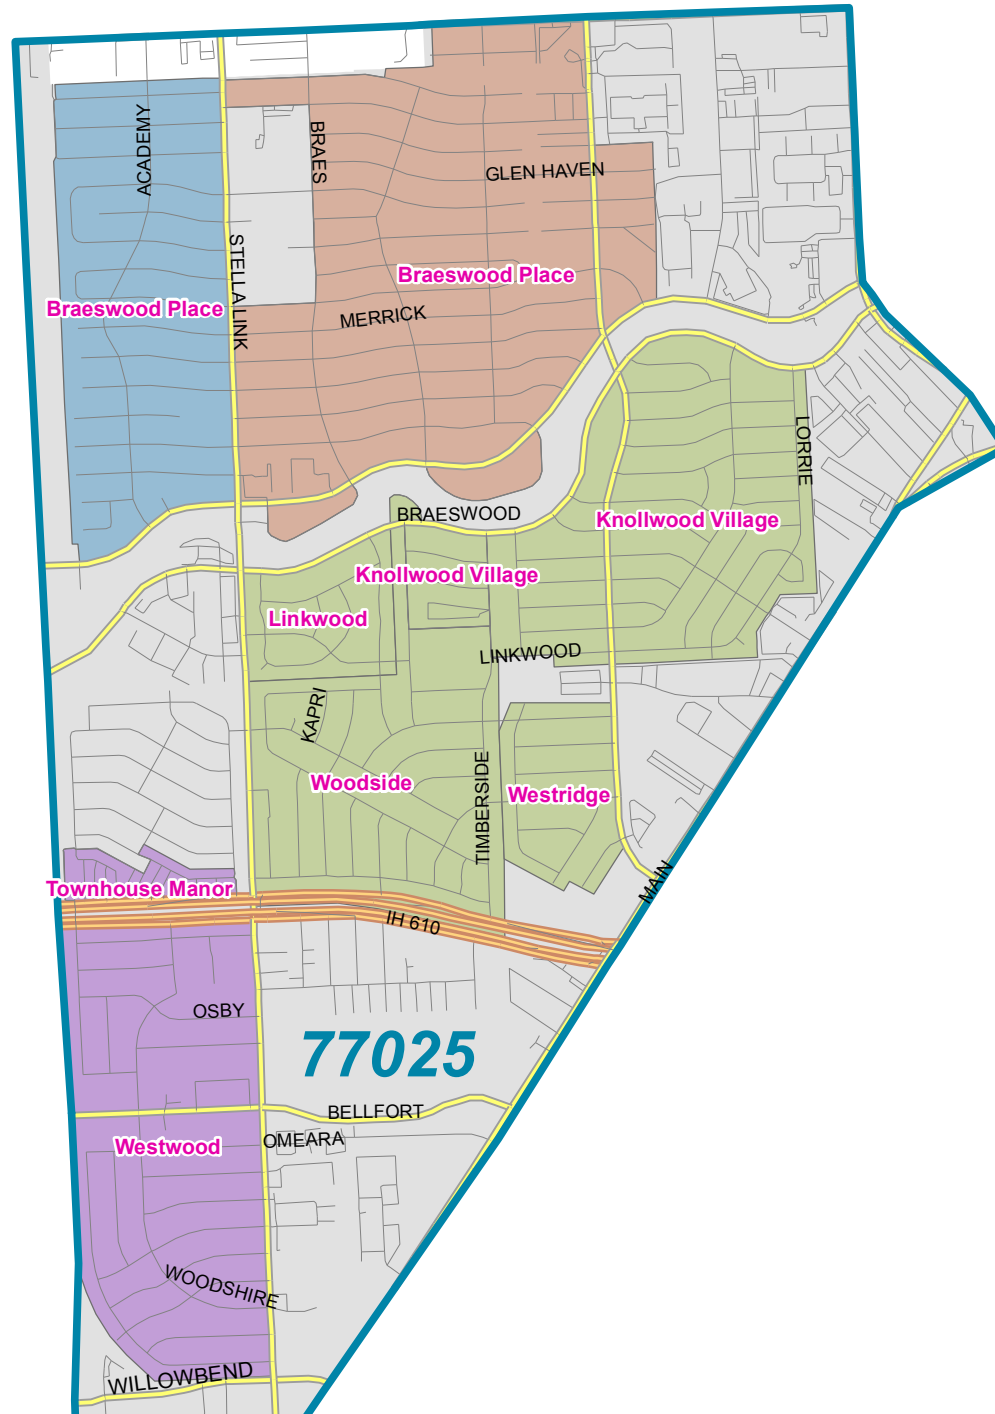 ACADEMY
BRAES
GLEN HAVEN
STELLA LINK
Braeswood Place
Braeswood Place
MERRICK
LORRIE
BRAESWOOD
Knollwood Village
Knollwood Village
Linkwood
LINKWOOD
KAPRI
Woodside
TIMBERSIDE
Westridge
MAIN
Townhouse Manor
IH 610
OSBY
77025
BELLFORT
OMEARA
Westwood
WOODSHIRE
WILLOWBEND